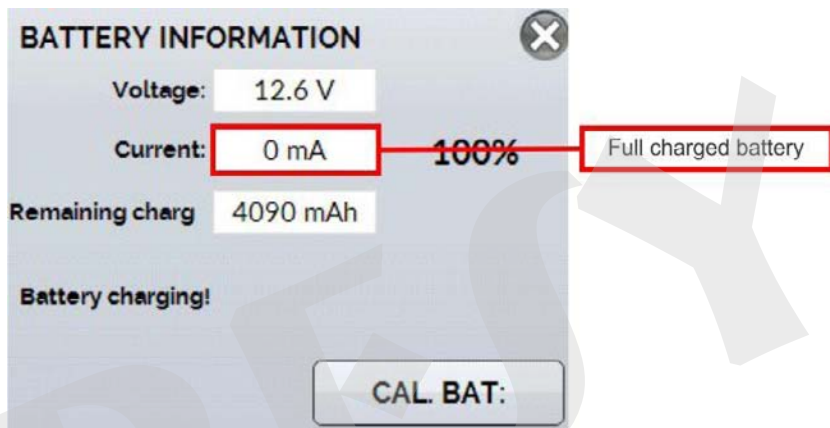 BATTERY INFORMATION
Voltage: 12.6 V
Current: 0 mA 100% Full charged battery
Remaining charg 4090 mAh
Battery charging!
CAL. BAT: